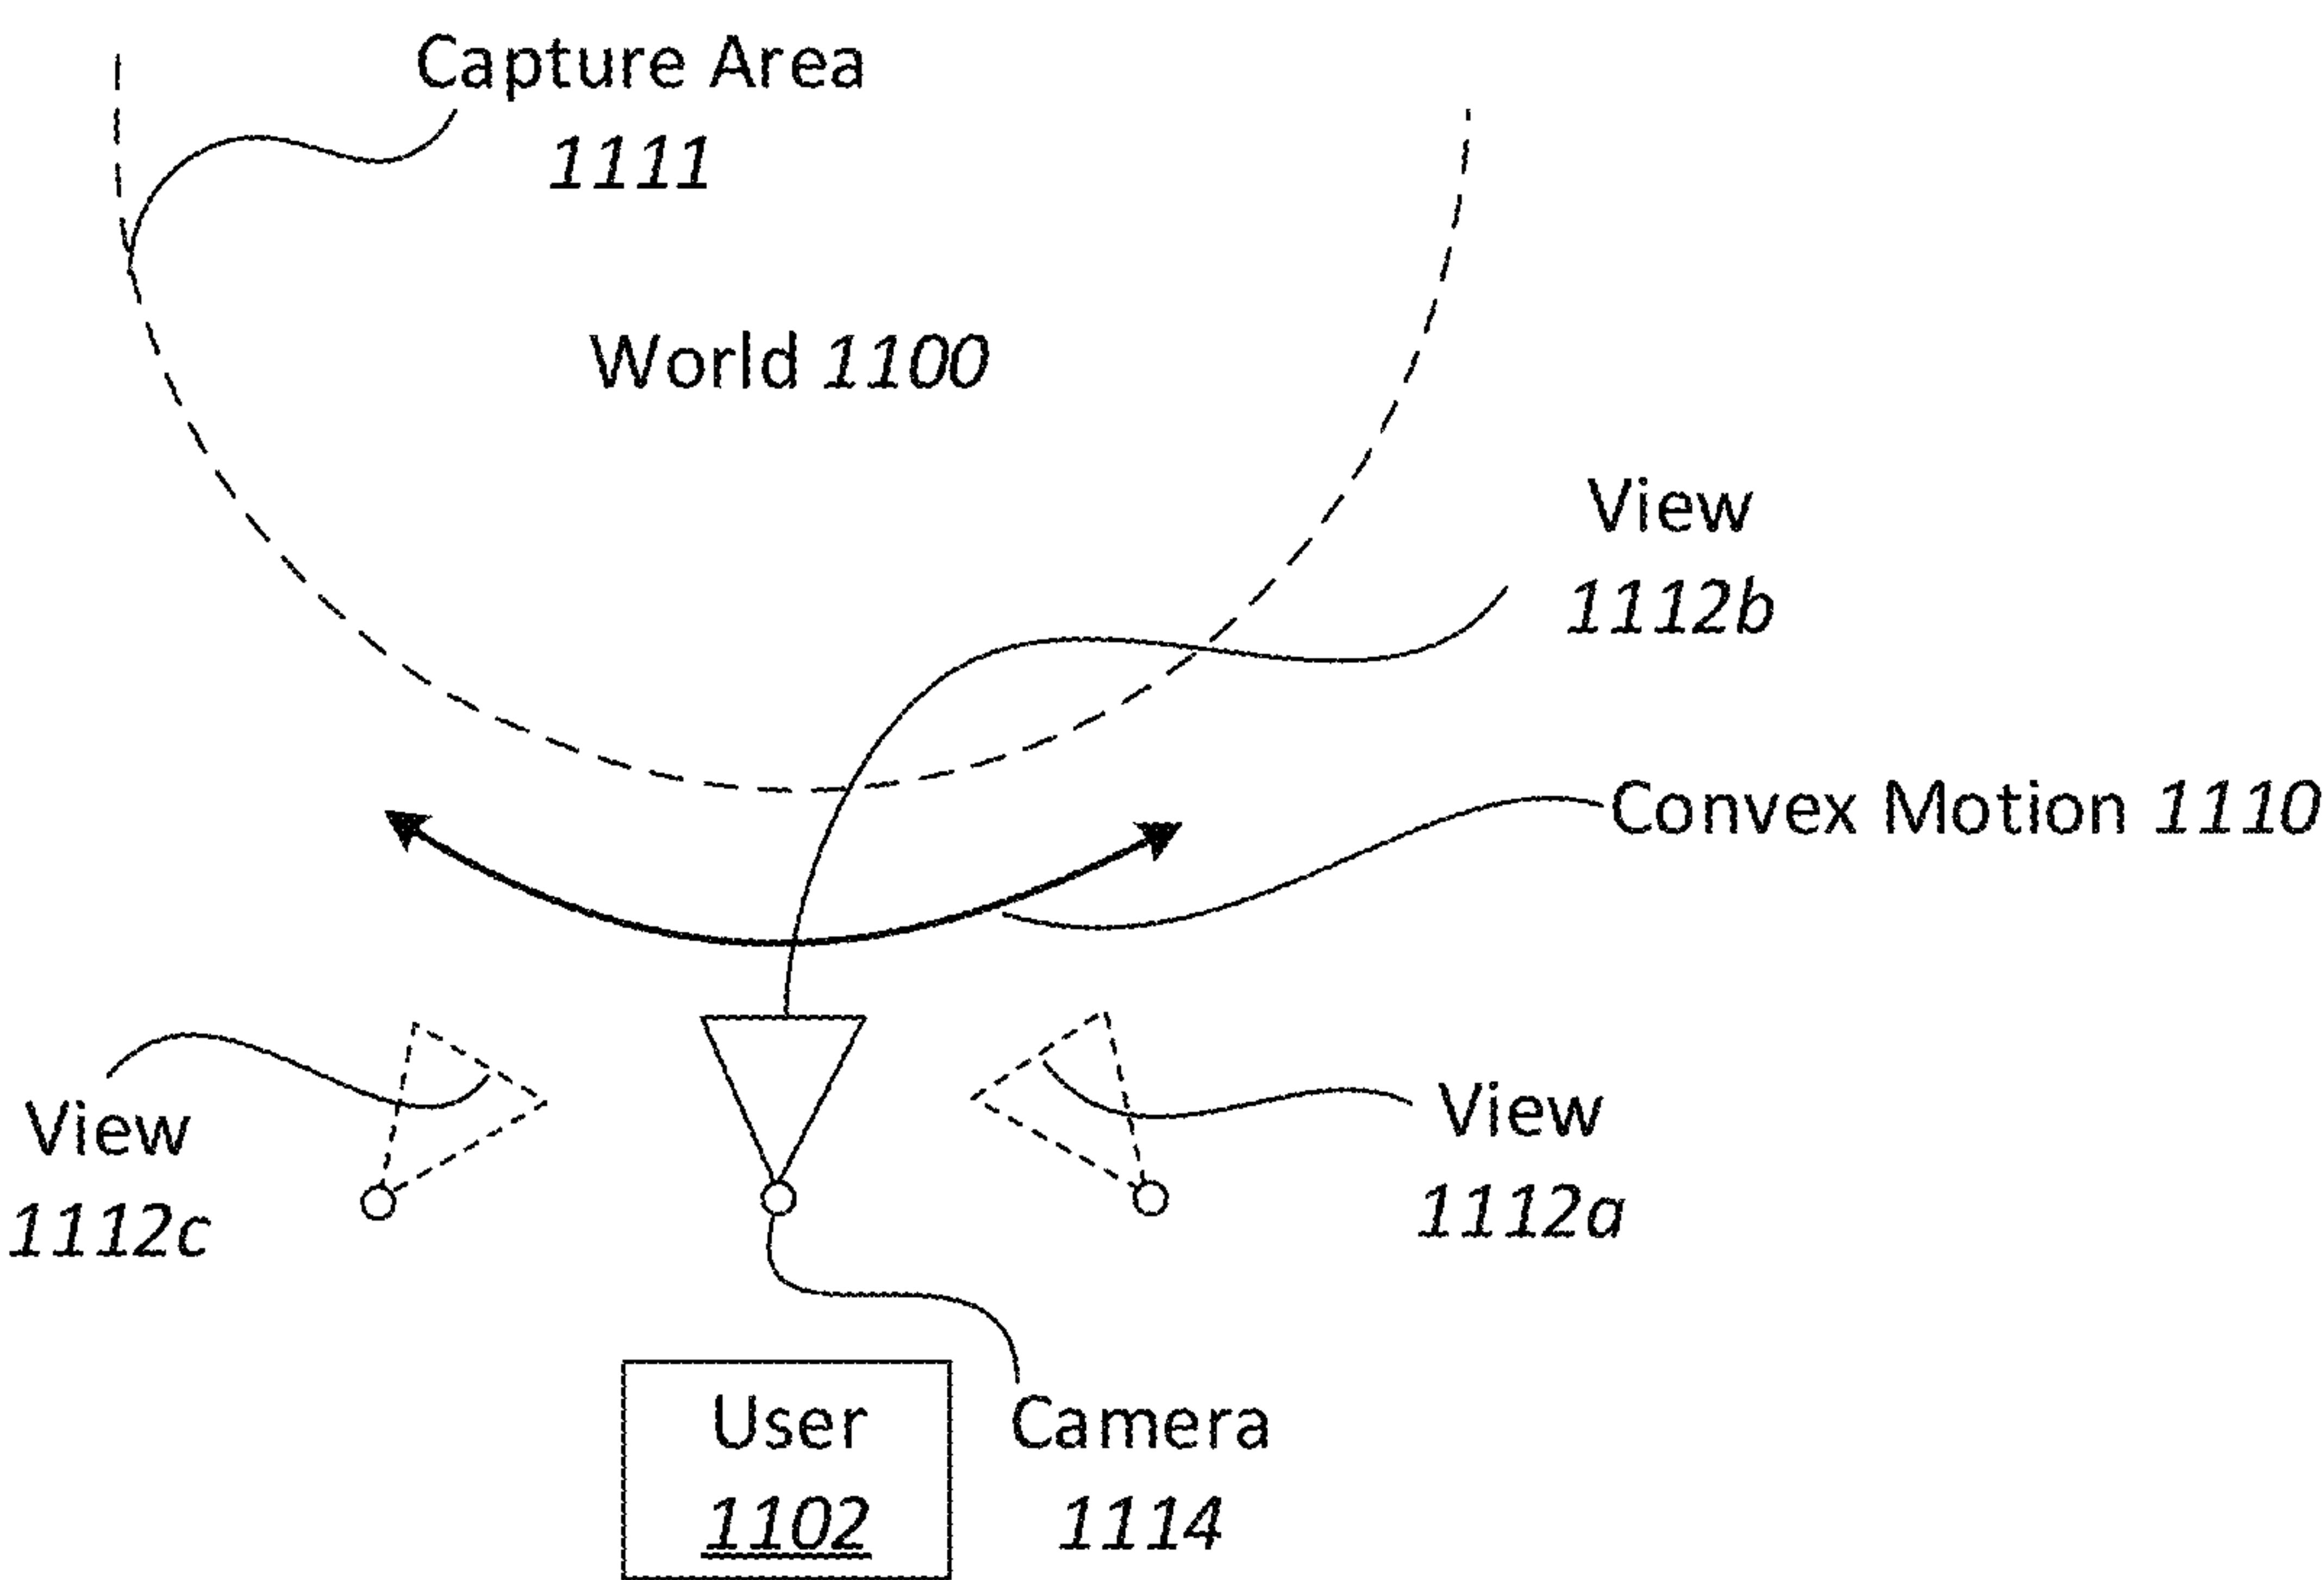 Capture Area
1111
World 1100
View
1112b
Convex Motion 1110
View
1112c
View
1112a
User
1102
Camera
1114